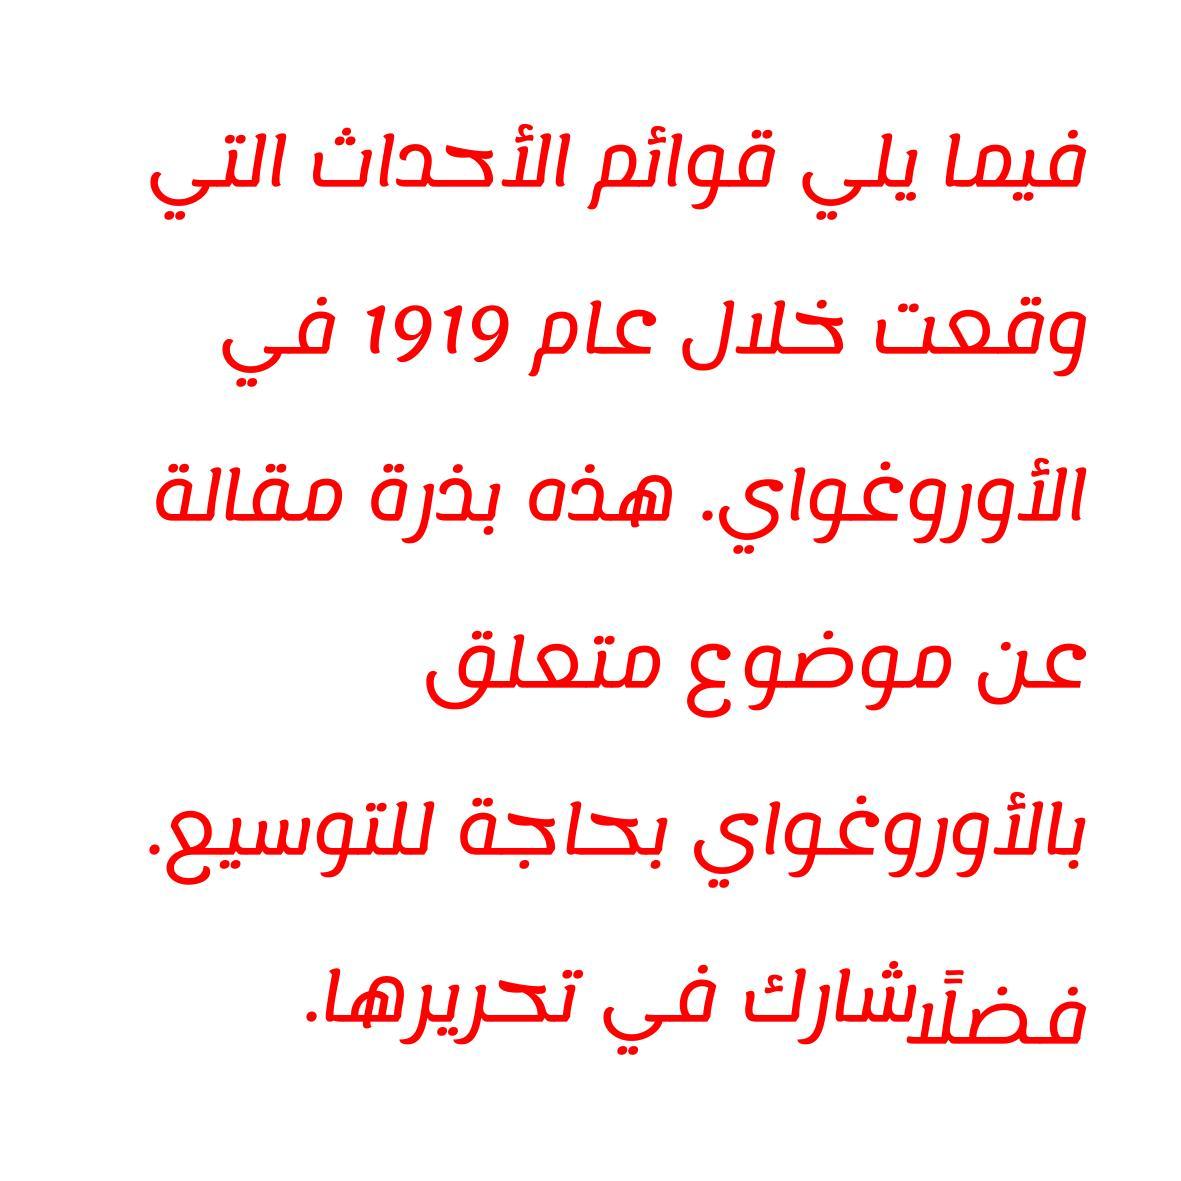 فيما يلي قوائم الأحداث التي
وقعت خلال عام 1919 في
الأوروغواي. هذه بذرة مقالة
عن موضوع متعلق
بالأوروغواي بحاجة للتوسيع.
فضلًا شارك في تحريرها.